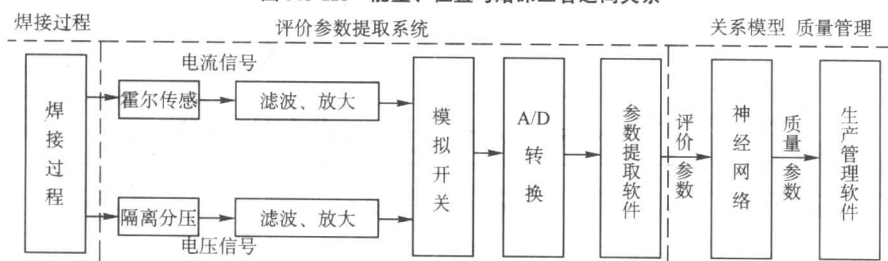 焊接过程 评价参数提取系统 关系模型 质量管理
电流信号
焊接过程
霍尔传感
滤波、放大
隔离分压
滤波、放大
电压信号
模拟开关
A/D
转换
参数提取软件
评价参数
神经网络
质量参数
生产管理软件